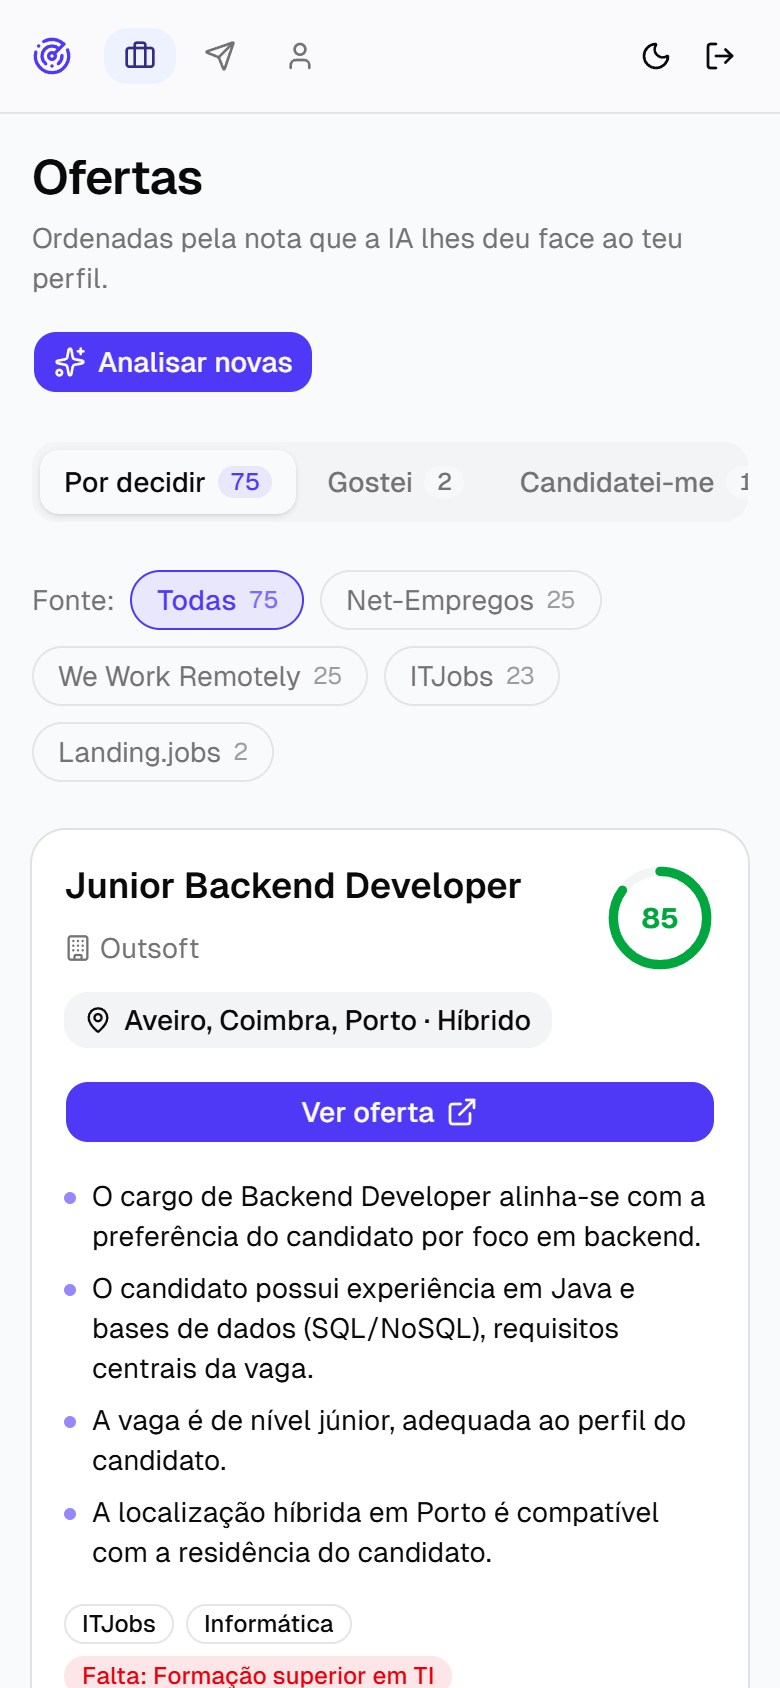 Ofertas
Ordenadas pela nota que a IA lhes deu face ao teu
perfil.
Analisar novas
Por decidir 75 Gostei 2 Candidatei-me 1
Fonte: Todas 75 Net-Empregos 25
We Work Remotely 25 ITJobs 23
Landing.jobs 2
Junior Backend Developer
85
Outsoft
Aveiro, Coimbra, Porto · Híbrido
Ver oferta
O cargo de Backend Developer alinha-se com a
preferência do candidato por foco em backend.
O candidato possui experiência em Java e
bases de dados (SQL/NoSQL), requisitos
centrais da vaga.
A vaga é de nível júnior, adequada ao perfil do
candidato.
A localização híbrida em Porto é compatível
com a residência do candidato.
ITJobs Informática
Falta: Formação superior em TI